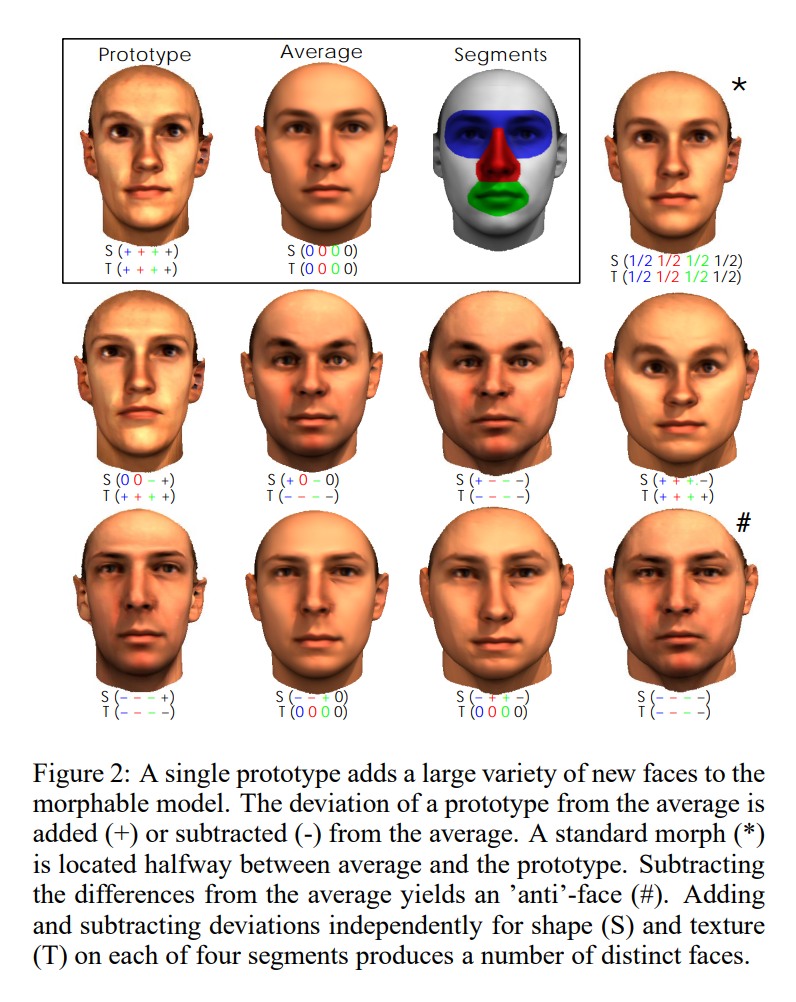 Prototype Average Segments
*
S (+ + + +) S (0 0 0 0)
T (+ + + +) T (0 0 0 0)
S (1/2 1/2 1/2 1/2)
T (1/2 1/2 1/2 1/2)
S (0 0 – +) S (+ 0 – 0) S (+ – – –) S (+ + + –)
T (+ + + +) T (– – – –) T (– – – –) T (+ + + +)
#
S (– – – +) S (– – + 0) S (– + + –) S (– – – –)
T (– – – –) T (0 0 0 0) T (0 0 0 0) T (– – – –)
Figure 2: A single prototype adds a large variety of new faces to the
morphable model. The deviation of a prototype from the average is
added (+) or subtracted (-) from the average. A standard morph (*)
is located halfway between average and the prototype. Subtracting
the differences from the average yields an ’anti’-face (#). Adding
and subtracting deviations independently for shape (S) and texture
(T) on each of four segments produces a number of distinct faces.